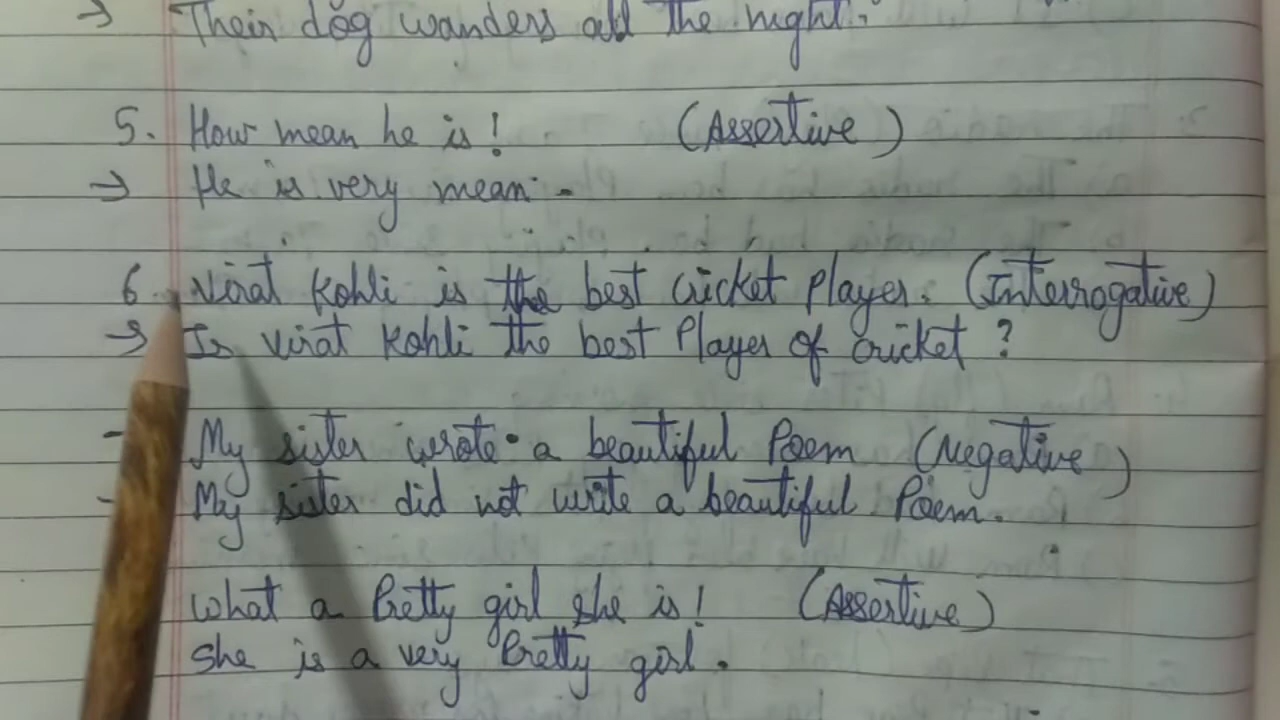 → Their dog wanders all the night.
5. How mean he is! (Assertive)
→ He is very mean.
6. Virat Kohli is the best cricket player. (Interrogative)
→ Is Virat Kohli the best Player of cricket ?
- My sister wrote a beautiful Poem (Negative)
- My sister did not write a beautiful Poem.
What a Pretty girl she is! (Assertive)
She is a very Pretty girl.